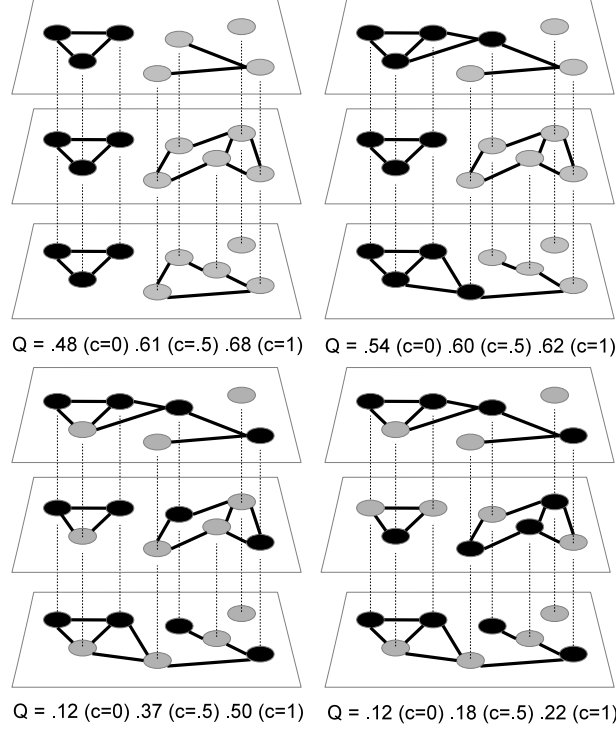 Q = .48 (c=0) .61 (c=.5) .68 (c=1)
Q = .54 (c=0) .60 (c=.5) .62 (c=1)
Q = .12 (c=0) .37 (c=.5) .50 (c=1)
Q = .12 (c=0) .18 (c=.5) .22 (c=1)